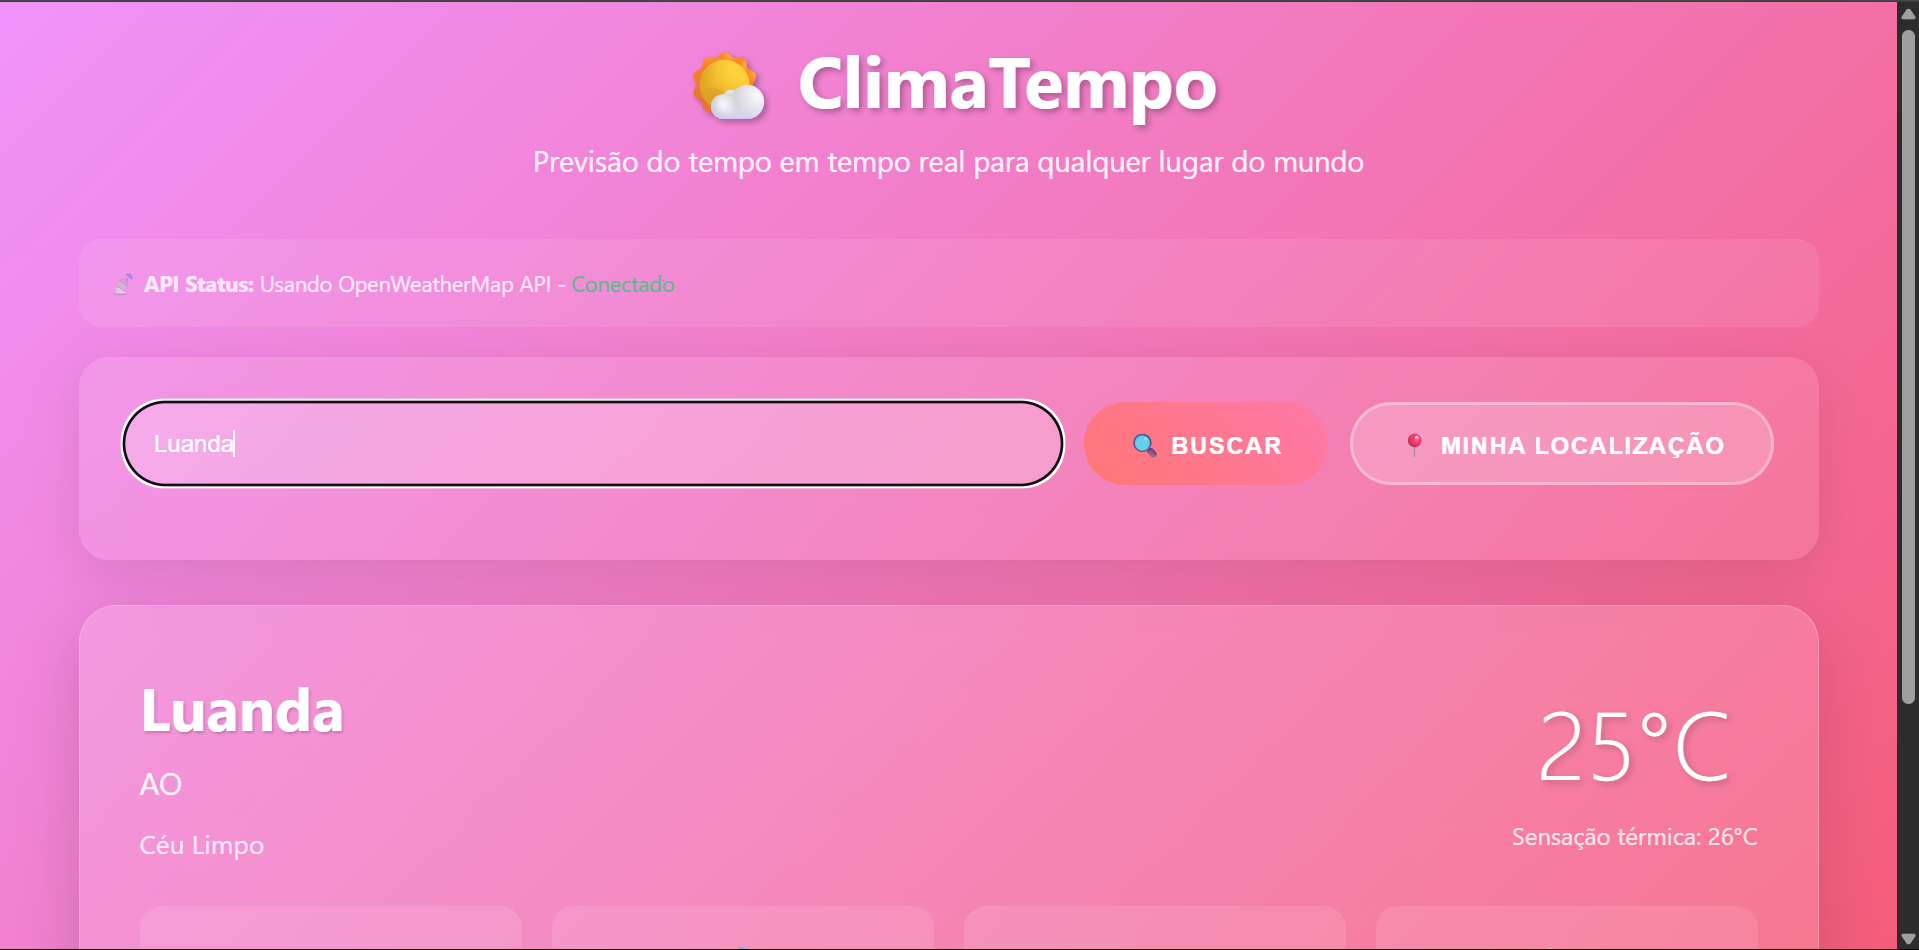 ClimaTempo
Previsão do tempo em tempo real para qualquer lugar do mundo
API Status: Usando OpenWeatherMap API - Conectado
Luanda
BUSCAR
MINHA LOCALIZAÇÃO
Luanda
AO
Céu Limpo
25°C
Sensação térmica: 26°C